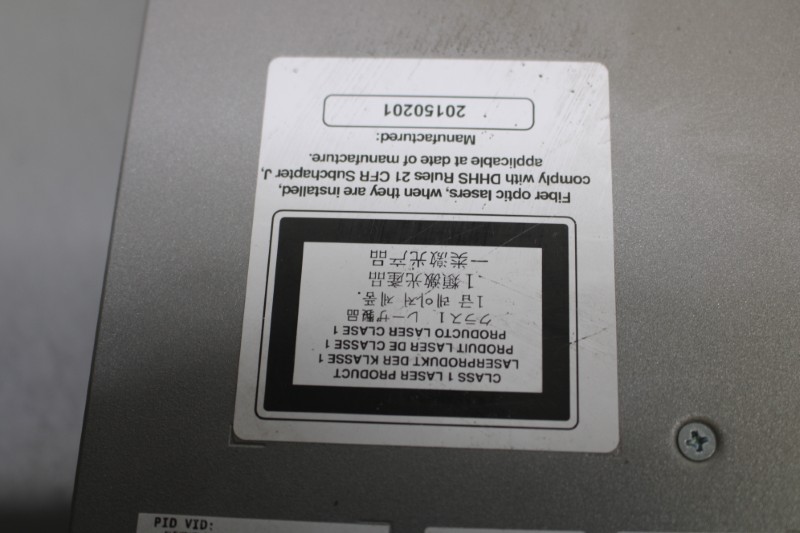 CLASS 1 LASER PRODUCT
LASERPRODUKT DER KLASSE 1
PRODUIT LASER DE CLASSE 1
PRODUCTO LASER CLASE 1
クラス1 レーザ製品
1급 레이저 제품.
1 類激光產品
一类激光产品
Fiber optic lasers, when they are installed,
comply with DHHS Rules 21 CFR Subchapter J,
applicable at date of manufacture.
Manufactured:
20150201
PID VID: